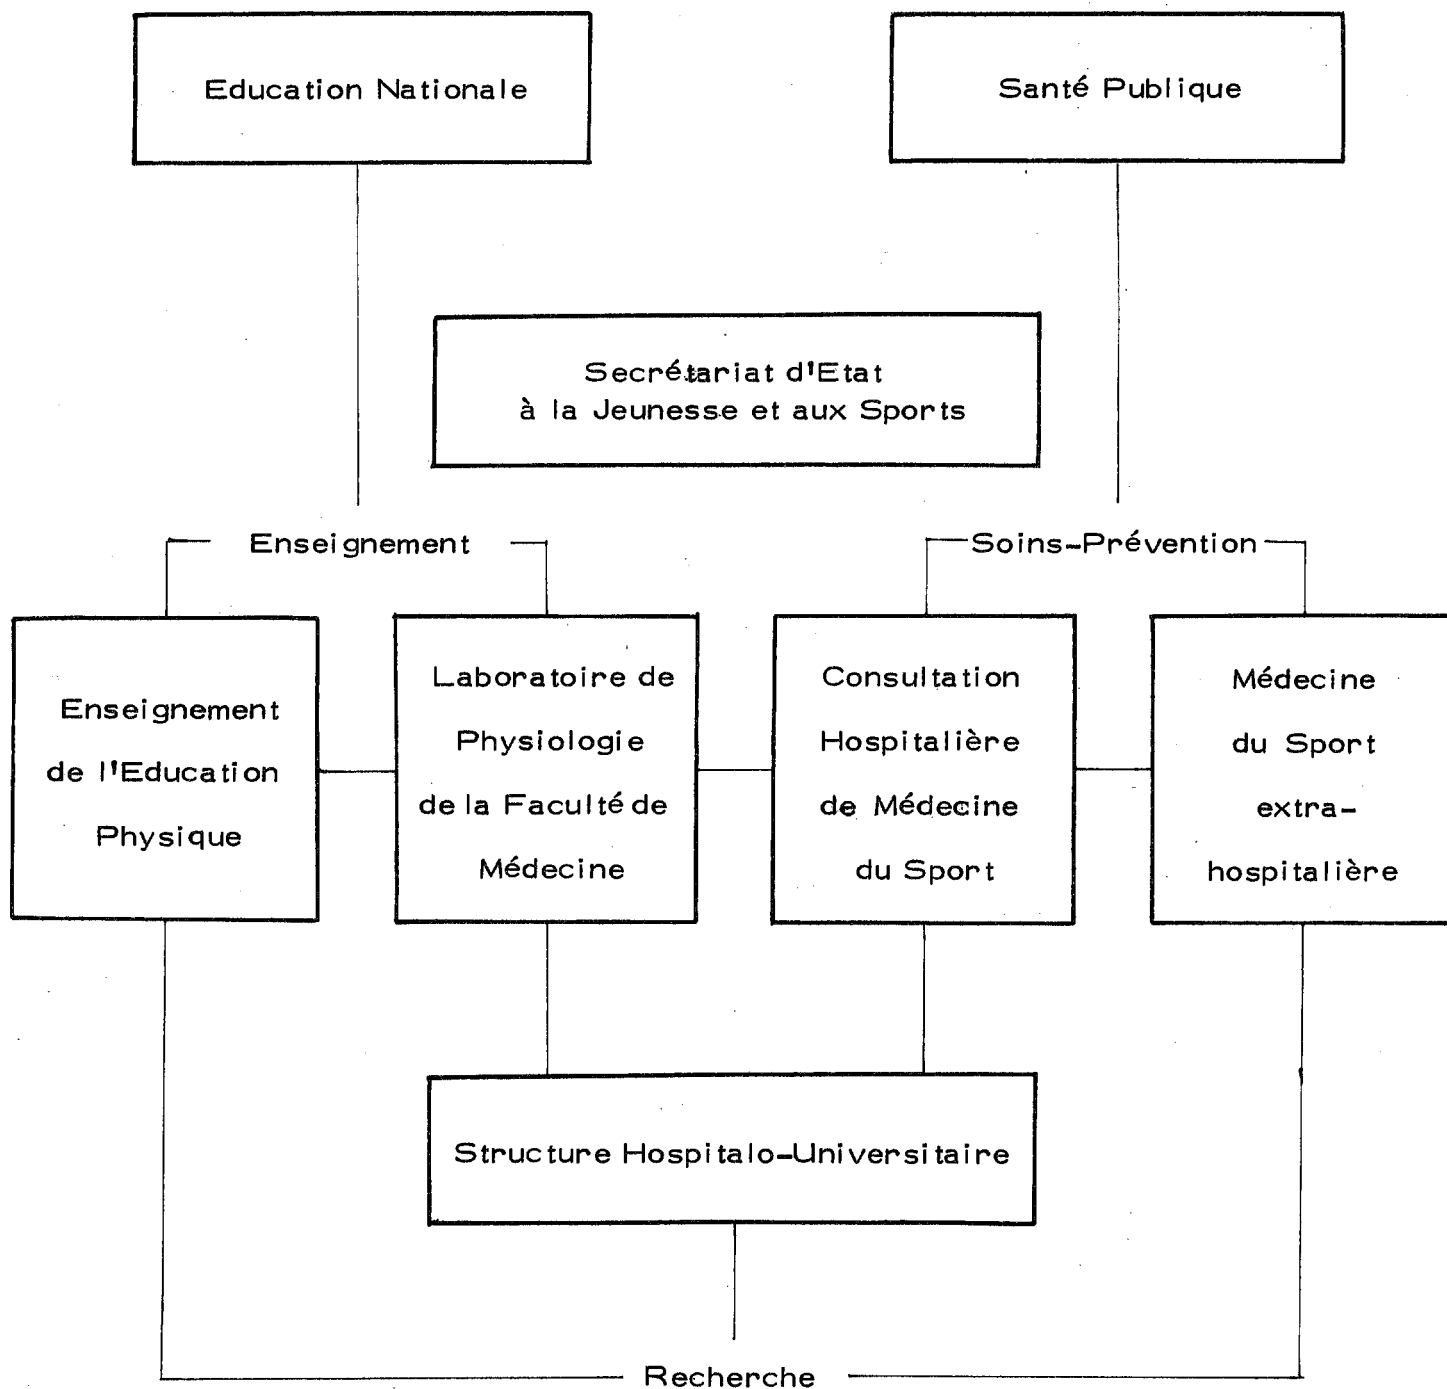 Education Nationale
Santé Publique
Secrétariat d'Etat
à la Jeunesse et aux Sports
Enseignement
Soins-Prévention
Enseignement
de l'Education
Physique
Laboratoire de
Physiologie
de la Faculté de
Médecine
Consultation
Hospitalière
de Médecine
du Sport
Médecine
du Sport
extra-
hospitalière
Structure Hospitalo-Universitaire
Recherche